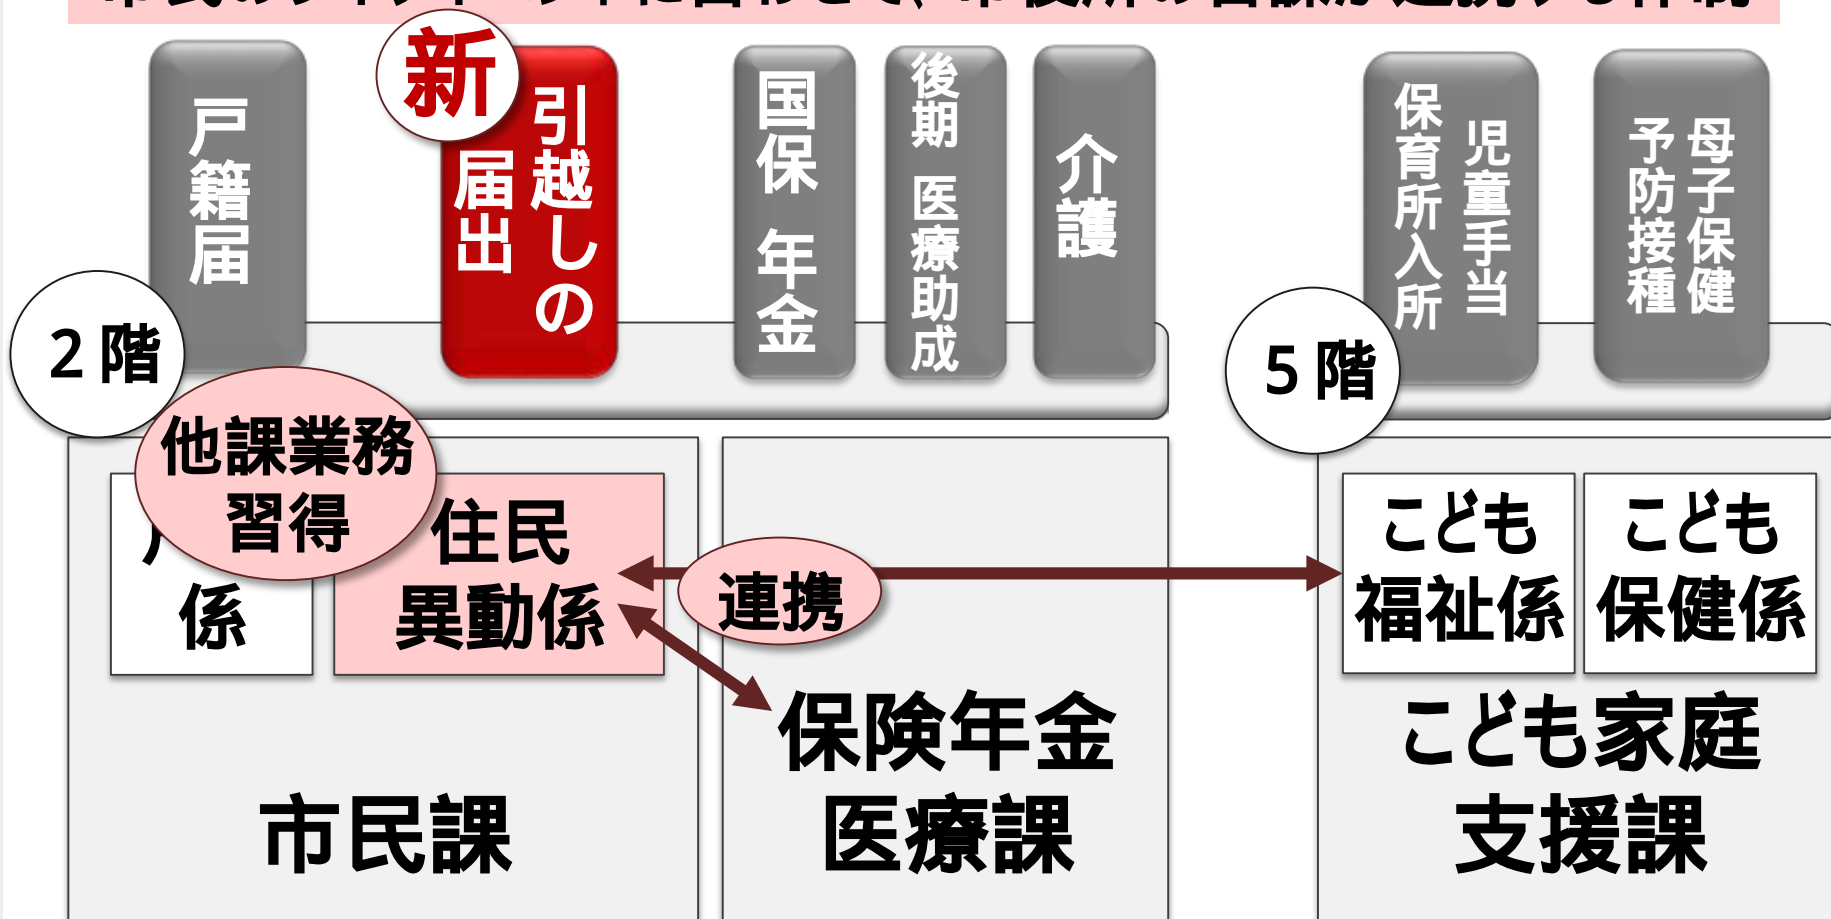 新
戸籍届
引越しの
届出
国保 年金
後期 医療助成
介護
児童手当
保育所入所
母子保健
予防接種
2階
5階
他課業務
習得
係
住民
異動係
連携
こども
福祉係
こども
保健係
市民課
保険年金
医療課
こども家庭
支援課